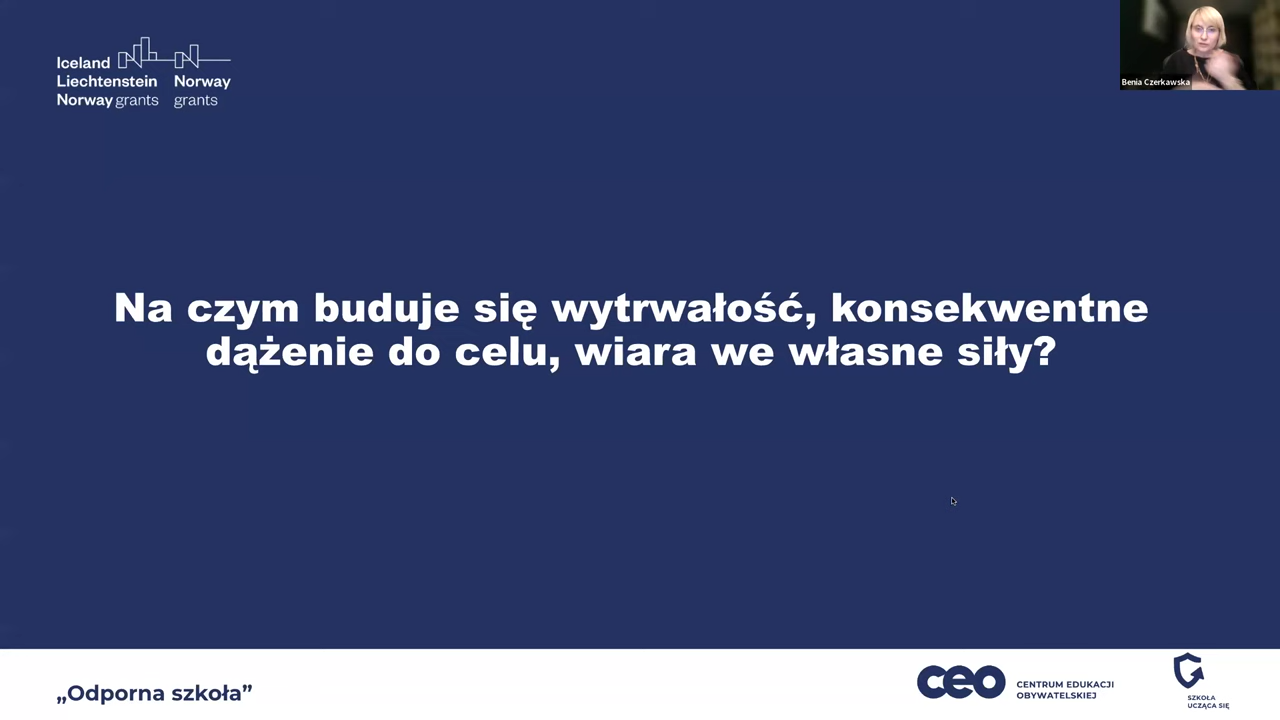 Iceland
Liechtenstein
Norway grants
Norway
grants
Benia Czerkawska
Na czym buduje się wytrwałość, konsekwentne
dążenie do celu, wiara we własne siły?
„Odporna szkoła”
ceo
CENTRUM EDUKACJI
OBYWATELSKIEJ
SZKOŁA
UCZĄCA SIĘ